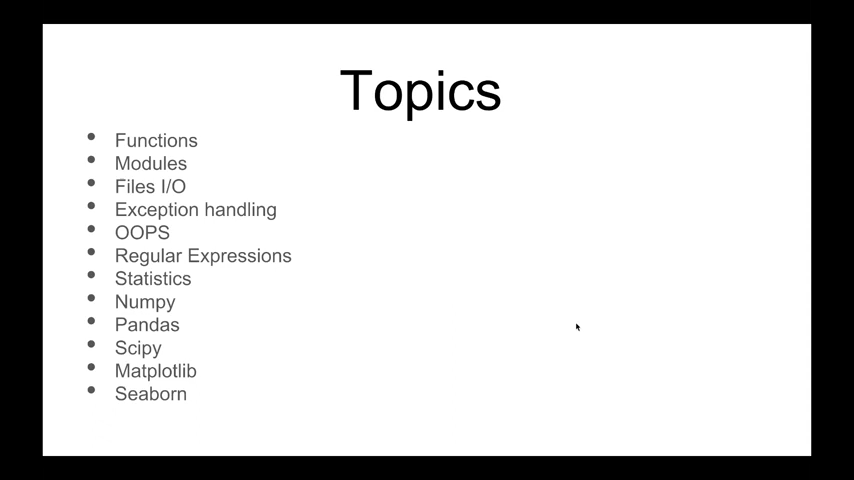 Topics
• Functions
• Modules
• Files I/O
• Exception handling
• OOPS
• Regular Expressions
• Statistics
• Numpy
• Pandas
• Scipy
• Matplotlib
• Seaborn